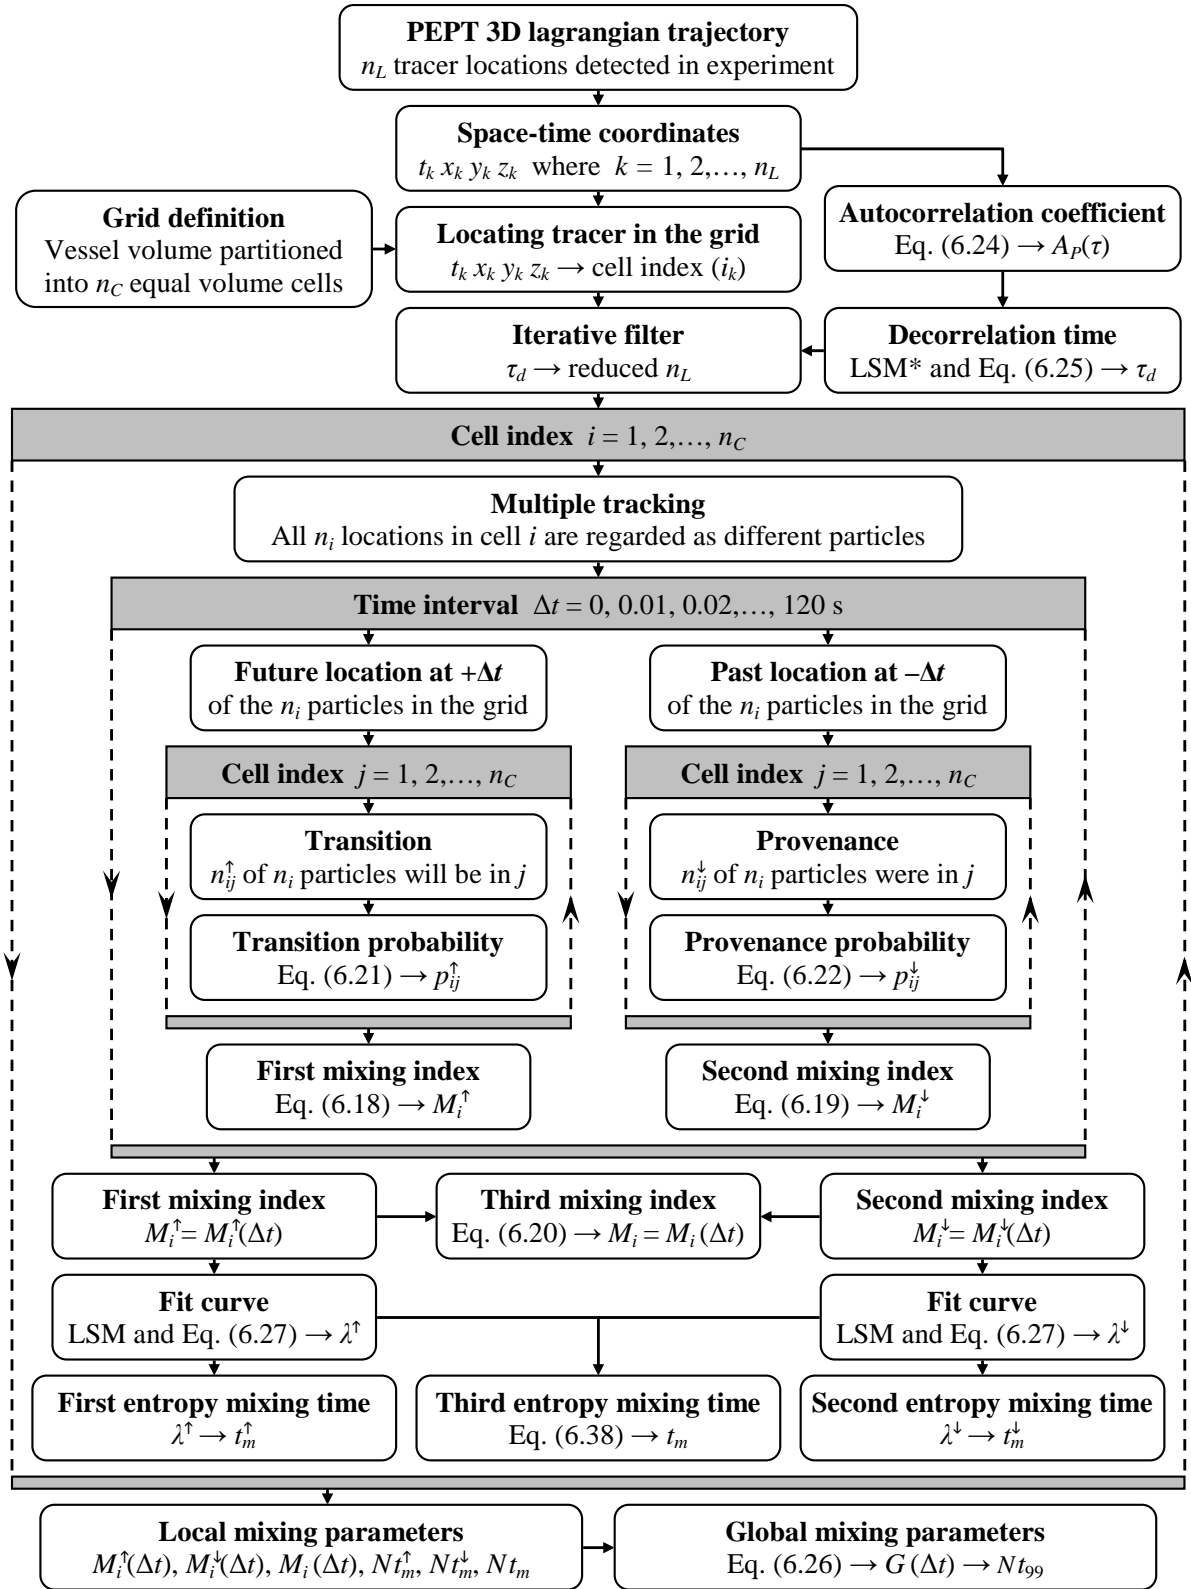 PEPT 3D lagrangian trajectory
n_L tracer locations detected in experiment
Space-time coordinates
t_k x_k y_k z_k where k = 1, 2,…, n_L
Grid definition
Vessel volume partitioned
into n_C equal volume cells
Locating tracer in the grid
t_k x_k y_k z_k → cell index (i_k)
Autocorrelation coefficient
Eq. (6.24) → A_P(τ)
Iterative filter
τ_d → reduced n_L
Decorrelation time
LSM* and Eq. (6.25) → τ_d
Cell index i = 1, 2,…, n_C
Multiple tracking
All n_i locations in cell i are regarded as different particles
Time interval Δt = 0, 0.01, 0.02,…, 120 s
Future location at +Δt
of the n_i particles in the grid
Past location at –Δt
of the n_i particles in the grid
Cell index j = 1, 2,…, n_C
Cell index j = 1, 2,…, n_C
Transition
n_ij^↑ of n_i particles will be in j
Provenance
n_ij^↓ of n_i particles were in j
Transition probability
Eq. (6.21) → p_ij^↑
Provenance probability
Eq. (6.22) → p_ij^↓
First mixing index
Eq. (6.18) → M_i^↑
Second mixing index
Eq. (6.19) → M_i^↓
First mixing index
M_i^↑ = M_i^↑(Δt)
Third mixing index
Eq. (6.20) → M_i = M_i (Δt)
Second mixing index
M_i^↓ = M_i^↓(Δt)
Fit curve
LSM and Eq. (6.27) → λ^↑
Fit curve
LSM and Eq. (6.27) → λ^↓
First entropy mixing time
λ^↑ → t_m^↑
Third entropy mixing time
Eq. (6.38) → t_m
Second entropy mixing time
λ^↓ → t_m^↓
Local mixing parameters
M_i^↑(Δt), M_i^↓(Δt), M_i (Δt), Nt_m^↑, Nt_m^↓, Nt_m
Global mixing parameters
Eq. (6.26) → G (Δt) → Nt_99